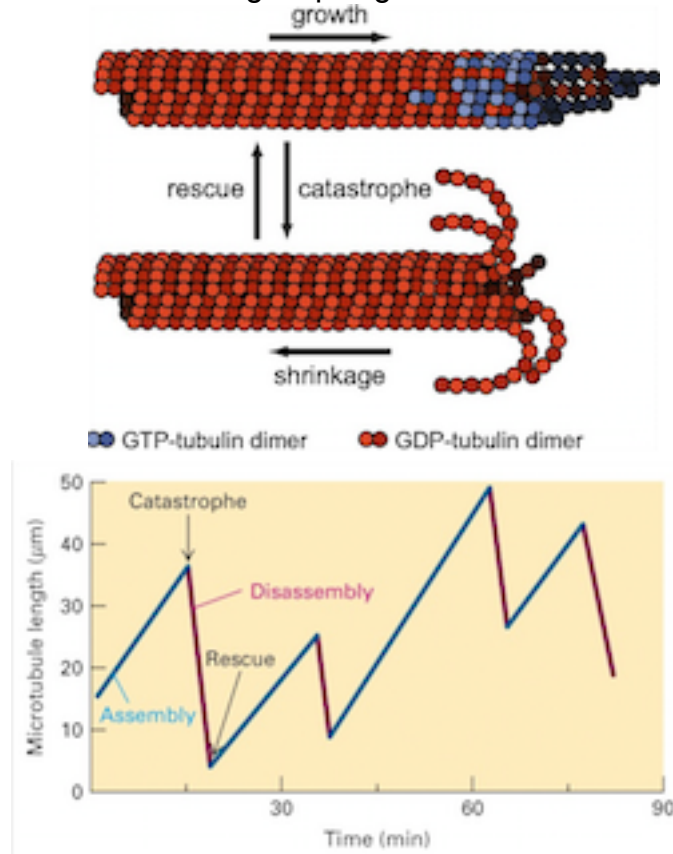 growth
rescue
catastrophe
shrinkage
GTP-tubulin dimer
GDP-tubulin dimer
50
Catastrophe
40
Disassembly
30
Rescue
20
Assembly
10
0
30
60
90
Microtubule length (μm)
Time (min)